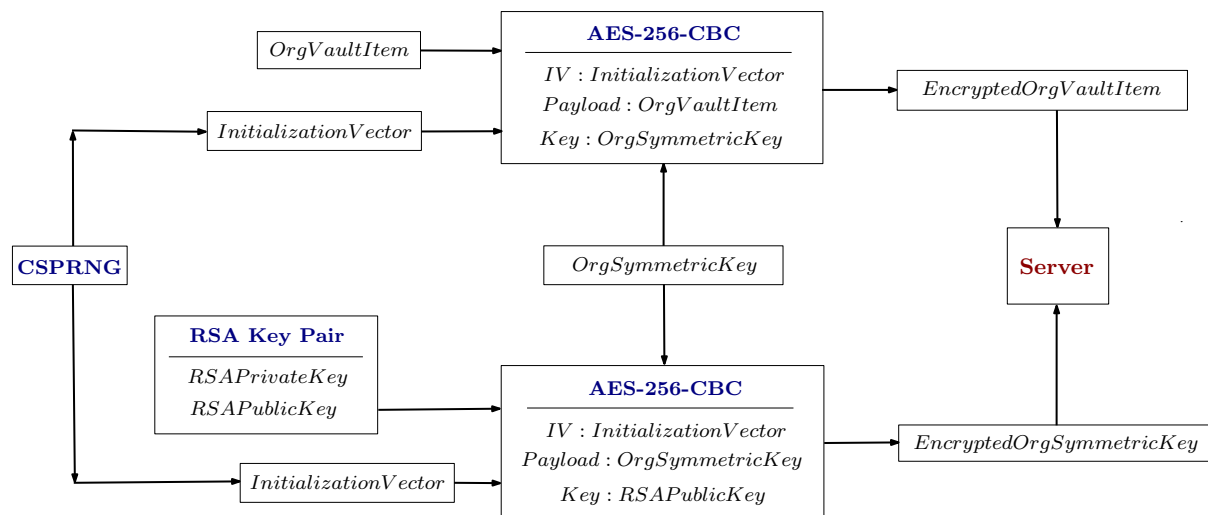 OrgVaultItem
InitializationVector
AES-256-CBC
IV : InitializationVector
Payload : OrgVaultItem
Key : OrgSymmetricKey
EncryptedOrgVaultItem
CSPRNG
OrgSymmetricKey
Server
RSA Key Pair
RSAPrivateKey
RSAPublicKey
InitializationVector
AES-256-CBC
IV : InitializationVector
Payload : OrgSymmetricKey
Key : RSAPublicKey
EncryptedOrgSymmetricKey